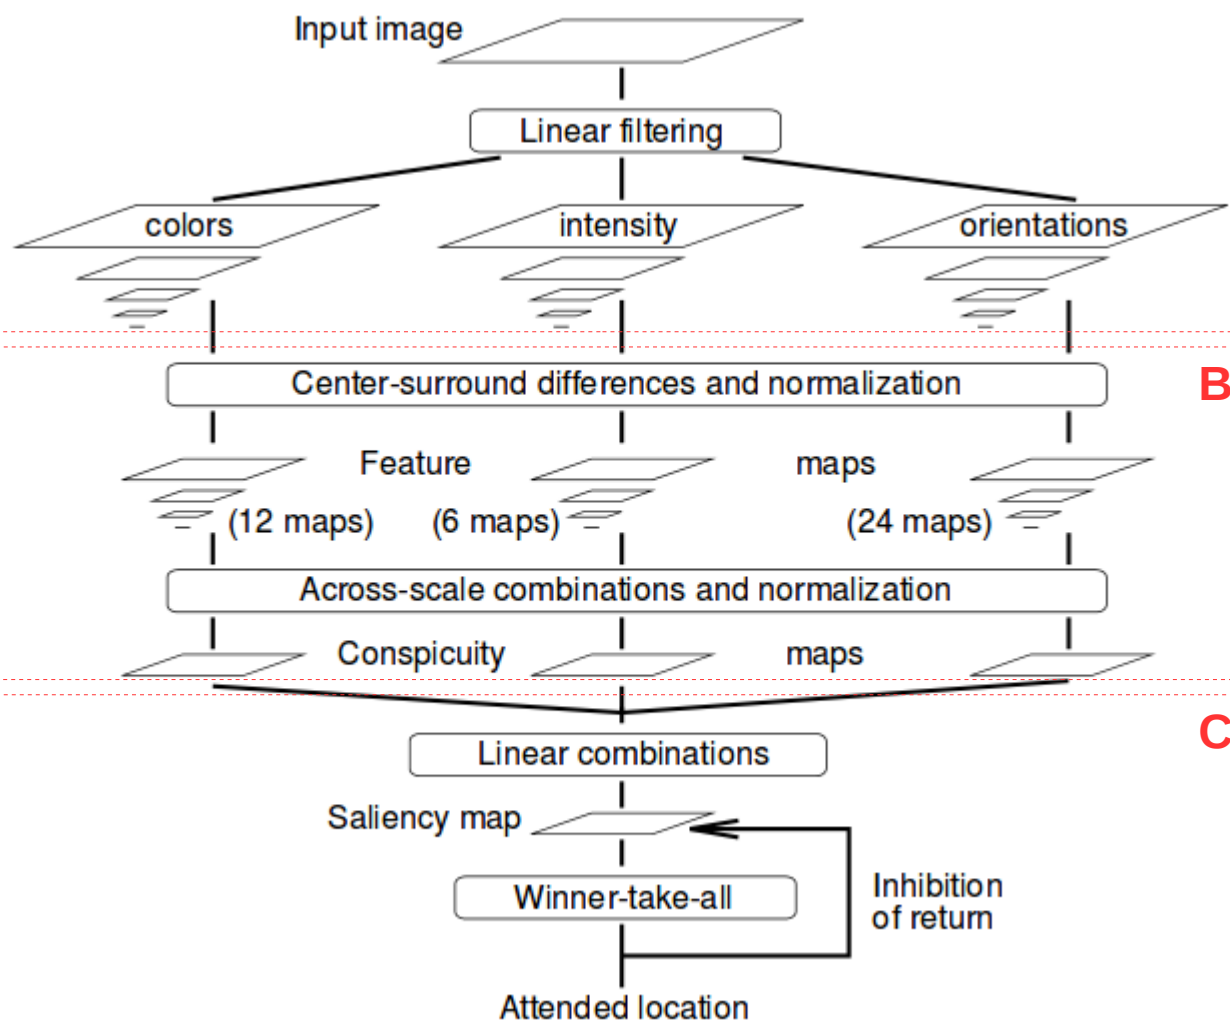 Input image
Linear filtering
colors intensity orientations
Center-surround differences and normalization
B
Feature maps
(12 maps) (6 maps) (24 maps)
Across-scale combinations and normalization
Conspicuity maps
C
Linear combinations
Saliency map
Winner-take-all
Inhibition
of return
Attended location